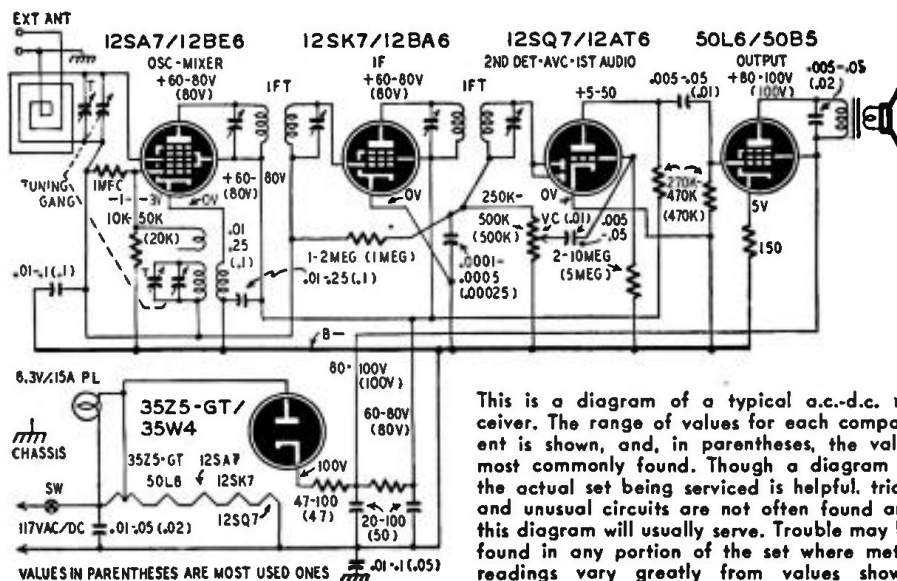 EXT ANT
12SA7/12BE6
OSC-MIXER
+60-80V
(80V)
1FT
12SK7/12BA6
IF
+60-80V
(80V)
1FT
12SQ7/12AT6
2ND DET-AVC-1ST AUDIO
+5-50
.005-.05
(.01)
50L6/50B5
OUTPUT
+80-100V
(100V)
.005-.05
(.02)
T
TUNING
GANG
1MFC
-1- -3V
10K-50K
(20K)
+60-80V
(80V)
0V
.01
.25
(.1)
.01-.25(.1)
.01-.1(.1)
T
1-2MEG (1MEG)
0V
.0001-
.0005
(.00025)
250K-
500K
(500K)
VC
(.01)
.005
-.05
0V
2-10MEG
(5MEG)
270K-
470K
(470K)
5V
150
B-
6.3V/.15A PL
CHASSIS
35Z5-GT/
35W4
80-100V
(100V)
60-80V
(80V)
100V
35Z5-GT
50L6
12SA7
12SK7
12SQ7
47-100
(47)
20-100
(50)
SW
117VAC/DC
.01-.05 (.02)
.01-.1(.05)
VALUES IN PARENTHESES ARE MOST USED ONES
This is a diagram of a typical a.c.-d.c.
ceiver. The range of values for each
ent is shown, and, in parentheses, the
most commonly found. Though a diagram
the actual set being serviced is helpful,
and unusual circuits are not often found
this diagram will usually serve. Trouble may
found in any portion of the set where
readings vary greatly from values